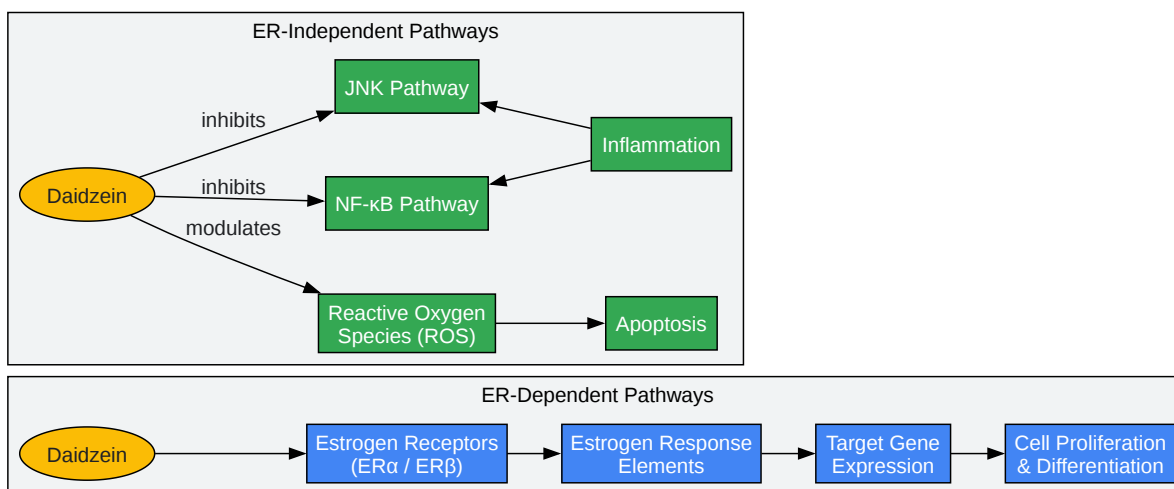 ER-Independent Pathways
JNK Pathway
inhibits
Inflammation
Daidzein
inhibits
NF-κB Pathway
modulates
Reactive Oxygen
Species (ROS)
Apoptosis
ER-Dependent Pathways
Daidzein
Estrogen Receptors
(ERα / ERβ)
Estrogen Response
Elements
Target Gene
Expression
Cell Proliferation
& Differentiation